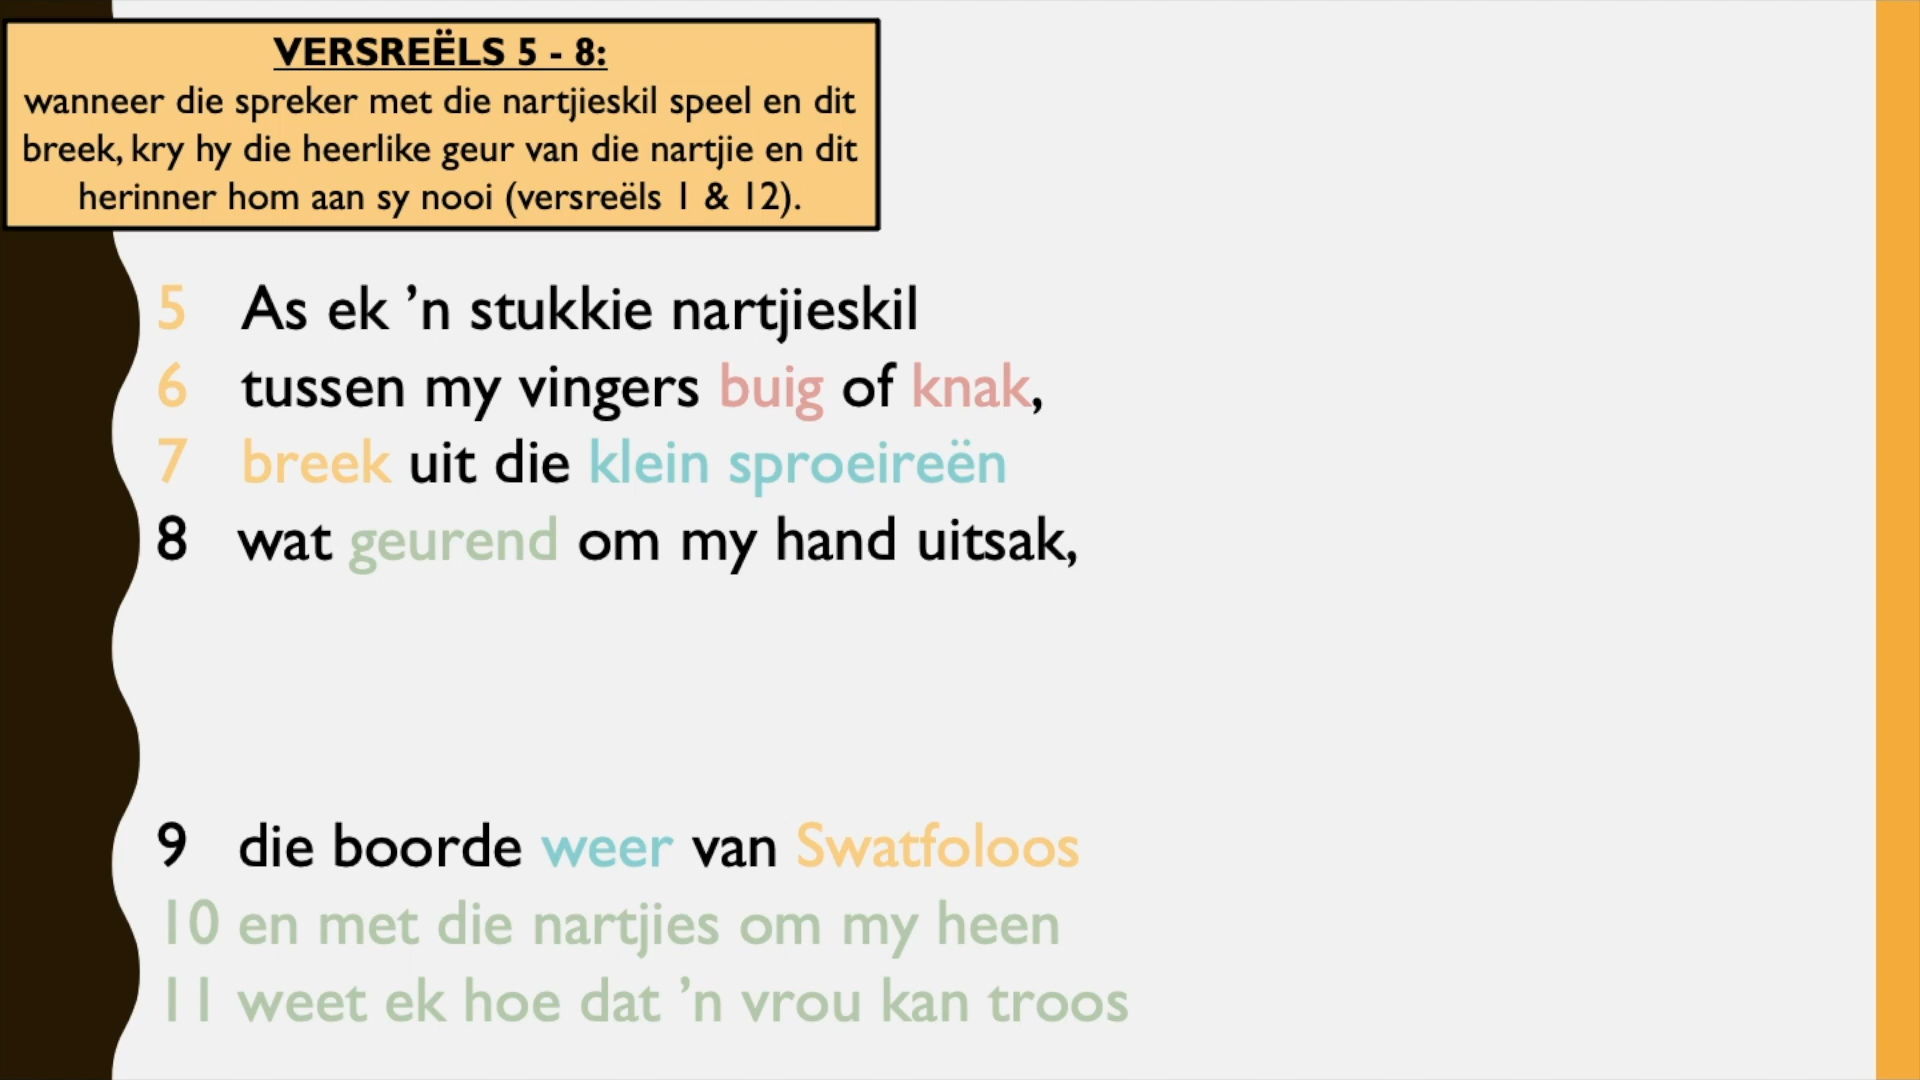 VERSREËLS 5 - 8:
wanneer die spreker met die nartjieskil speel en dit
breek, kry hy die heerlike geur van die nartjie en dit
herinner hom aan sy nooi (versreëls 1 & 12).
5 As ek ’n stukkie nartjieskil
6 tussen my vingers buig of knak,
7 breek uit die klein sproeireën
8 wat geurend om my hand uitsak,
9 die boorde weer van Swatfoloos
10 en met die nartjies om my heen
11 weet ek hoe dat ’n vrou kan troos